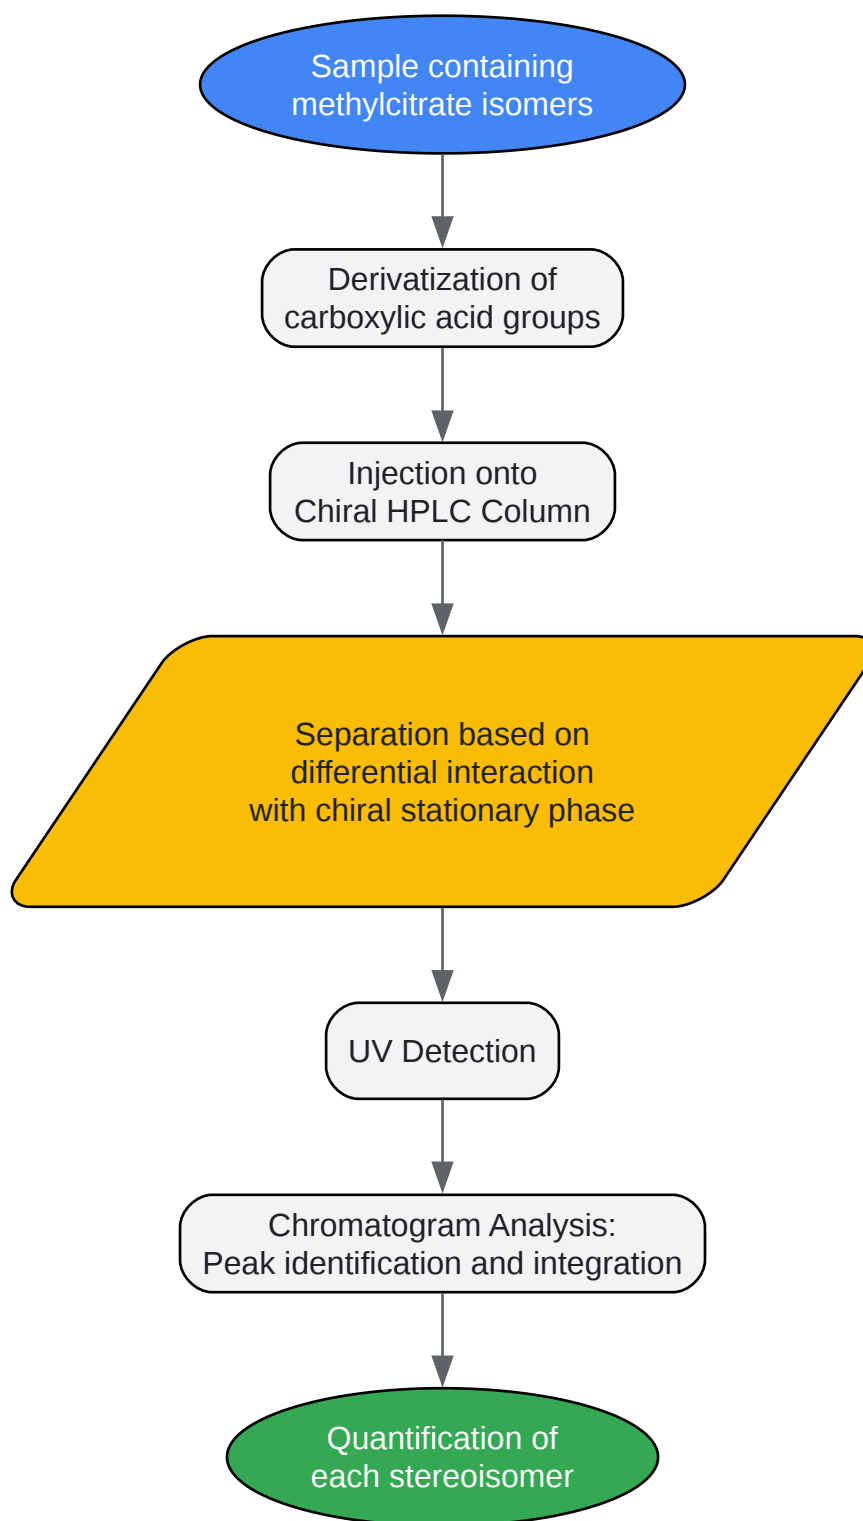 Sample containing
methylcitrate isomers
Derivatization of
carboxylic acid groups
Injection onto
Chiral HPLC Column
Separation based on
differential interaction
with chiral stationary phase
UV Detection
Chromatogram Analysis:
Peak identification and integration
Quantification of
each stereoisomer